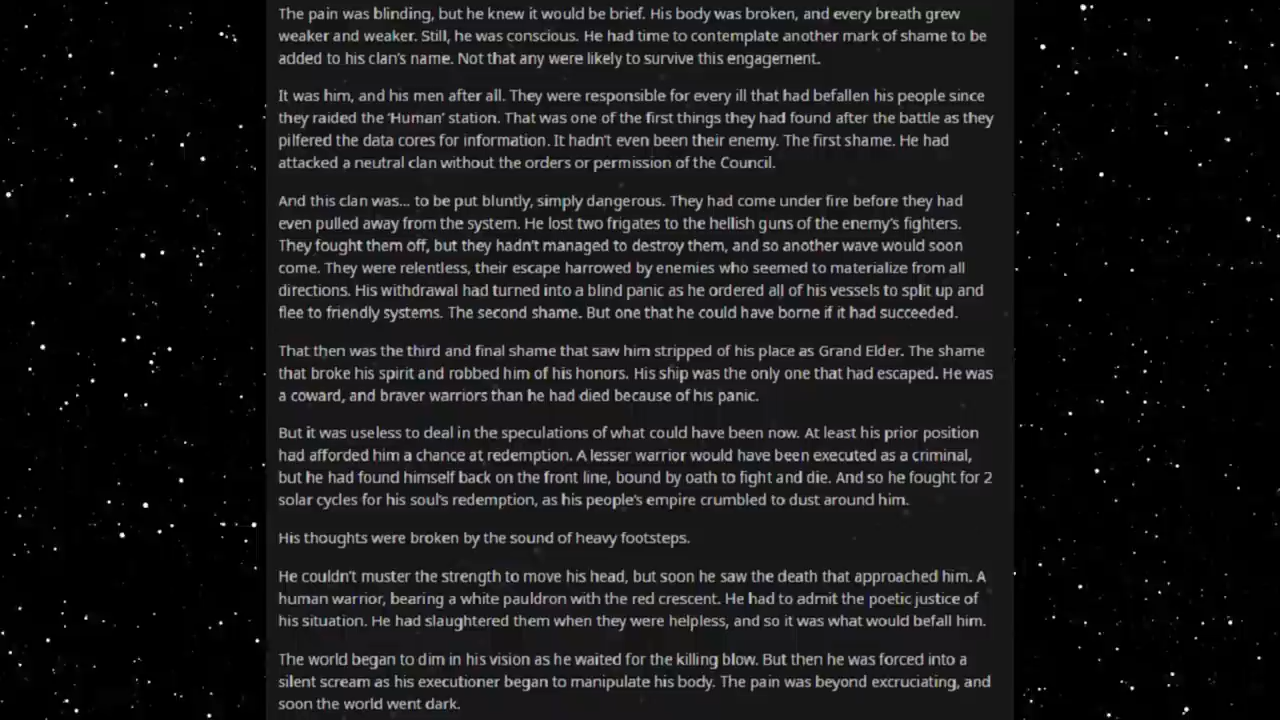 The pain was blinding, but he knew it would be brief. His body was broken, and every breath grew
weaker and weaker. Still, he was conscious. He had time to contemplate another mark of shame to be
added to his clan's name. Not that any were likely to survive this engagement.
It was him, and his men after all. They were responsible for every ill that had befallen his people since
they raided the 'Human' station. That was one of the first things they had found after the battle as they
pilfered the data cores for information. It hadn't even been their enemy. The first shame. He had
attacked a neutral clan without the orders or permission of the Council.
And this clan was... to be put bluntly, simply dangerous. They had come under fire before they had
even pulled away from the system. He lost two frigates to the hellish guns of the enemy's fighters.
They fought them off, but they hadn't managed to destroy them, and so another wave would soon
come. They were relentless, their escape harrowed by enemies who seemed to materialize from all
directions. His withdrawal had turned into a blind panic as he ordered all of his vessels to split up and
flee to friendly systems. The second shame. But one that he could have borne if it had succeeded.
That then was the third and final shame that saw him stripped of his place as Grand Elder. The shame
that broke his spirit and robbed him of his honors. His ship was the only one that had escaped. He was
a coward, and braver warriors than he had died because of his panic.
But it was useless to deal in the speculations of what could have been now. At least his prior position
had afforded him a chance at redemption. A lesser warrior would have been executed as a criminal,
but he had found himself back on the front line, bound by oath to fight and die. And so he fought for 2
solar cycles for his soul's redemption, as his people's empire crumbled to dust around him.
His thoughts were broken by the sound of heavy footsteps.
He couldn't muster the strength to move his head, but soon he saw the death that approached him. A
human warrior, bearing a white pauldron with the red crescent. He had to admit the poetic justice of
his situation. He had slaughtered them when they were helpless, and so it was what would befall him.
The world began to dim in his vision as he waited for the killing blow. But then he was forced into a
silent scream as his executioner began to manipulate his body. The pain was beyond excruciating, and
soon the world went dark.